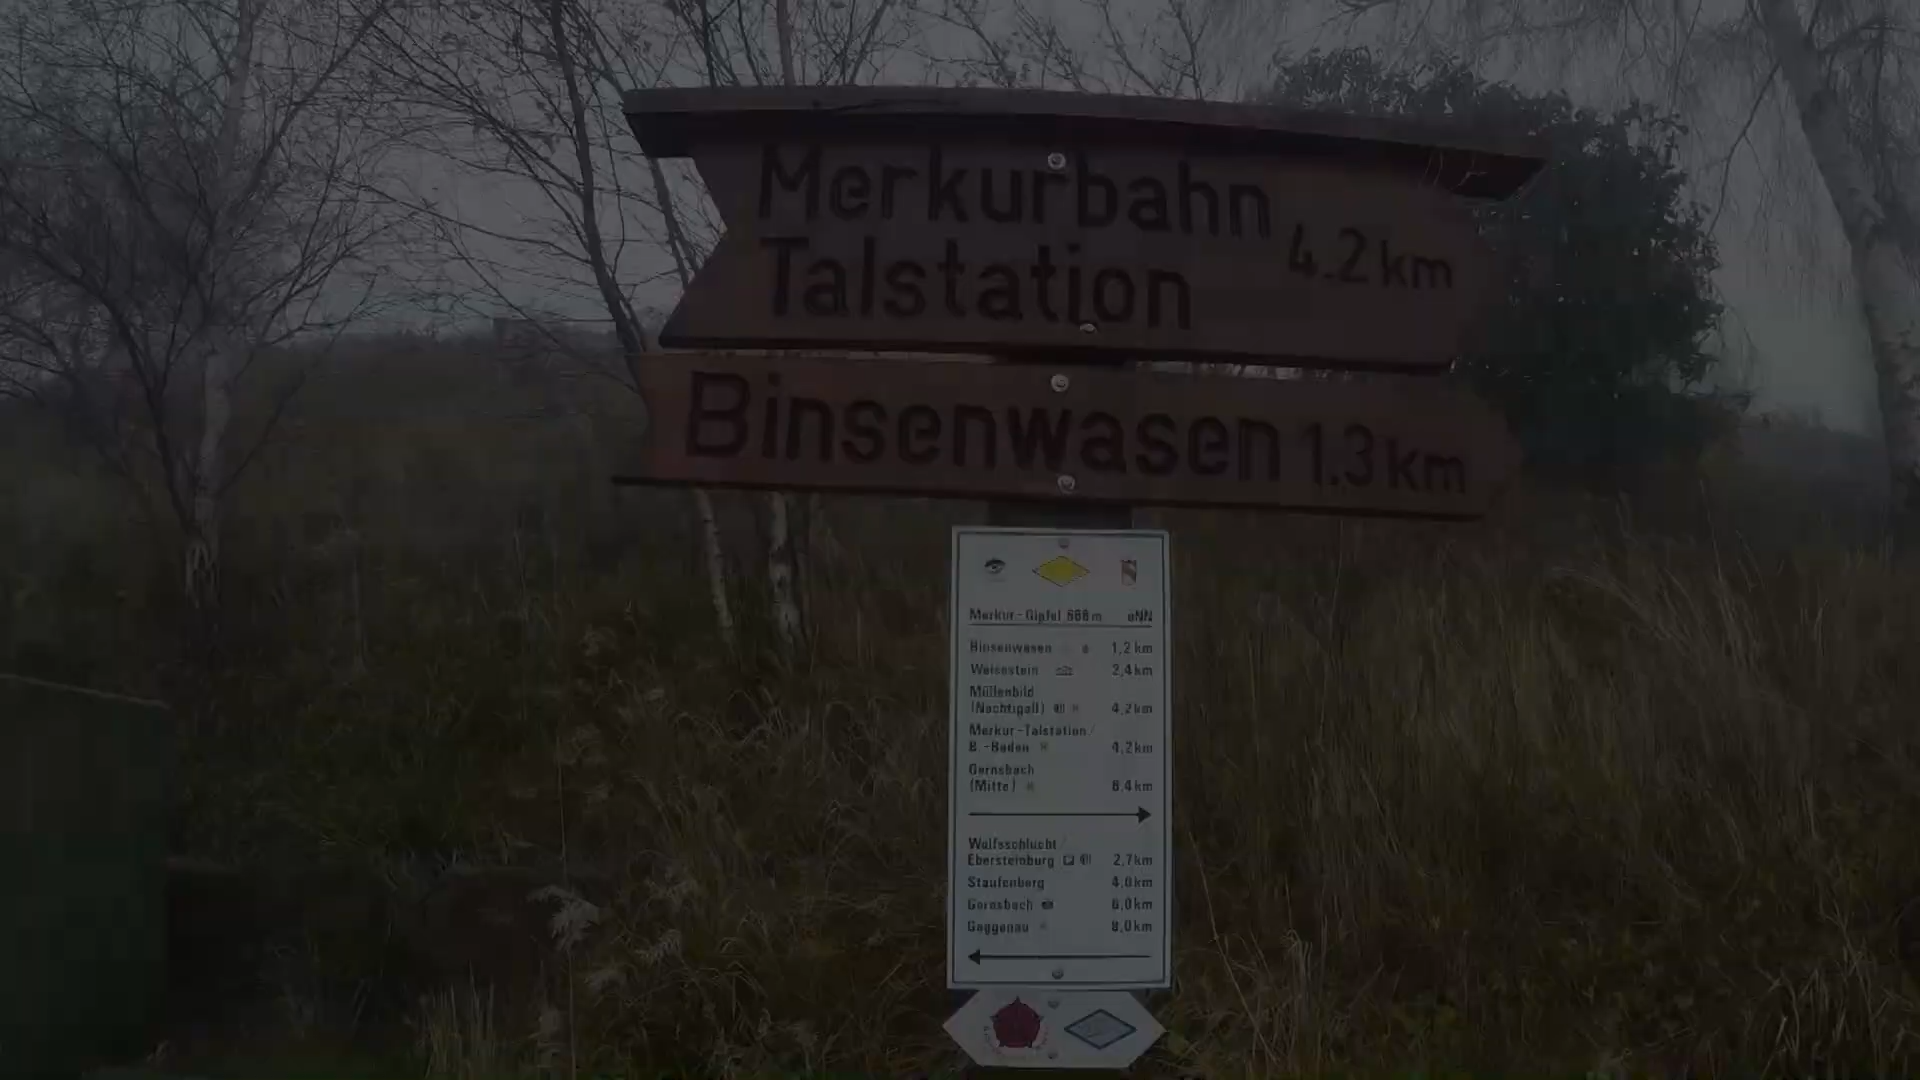 Merkurbahn
Talstation 4.2 km
Binsenwasen 1.3 km
Merkur-Gipfel 668m üNN
Binsenwasen 1,2 km
Weisestein 2,4 km
Müllenbild
(Nachtigall) 4,2 km
Merkur-Talstation /
B.-Baden 4,2 km
Gernsbach
(Mitte) 8,4 km
Wolfsschlucht /
Ebersteinburg 2,7 km
Staufenberg 4,0 km
Gernsbach 6,0 km
Gaggenau 8,0 km